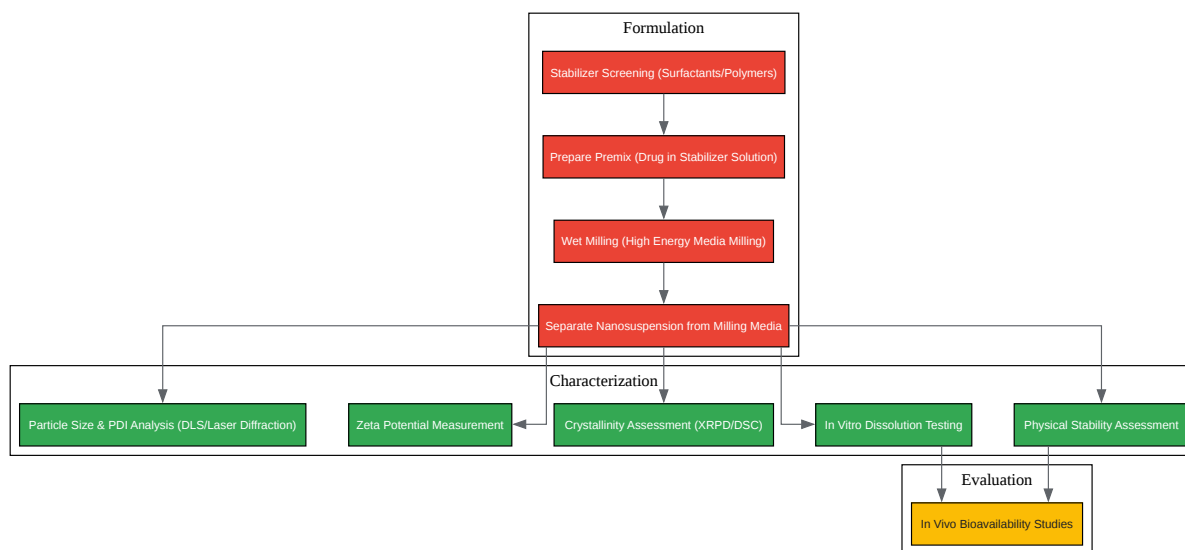 Formulation
Stabilizer Screening (Surfactants/Polymers)
Prepare Premix (Drug in Stabilizer Solution)
Wet Milling (High Energy Media Milling)
Separate Nanosuspension from Milling Media
Characterization
Particle Size & PDI Analysis (DLS/Laser Diffraction)
Zeta Potential Measurement
Crystallinity Assessment (XRPD/DSC)
In Vitro Dissolution Testing
Physical Stability Assessment
Evaluation
In Vivo Bioavailability Studies